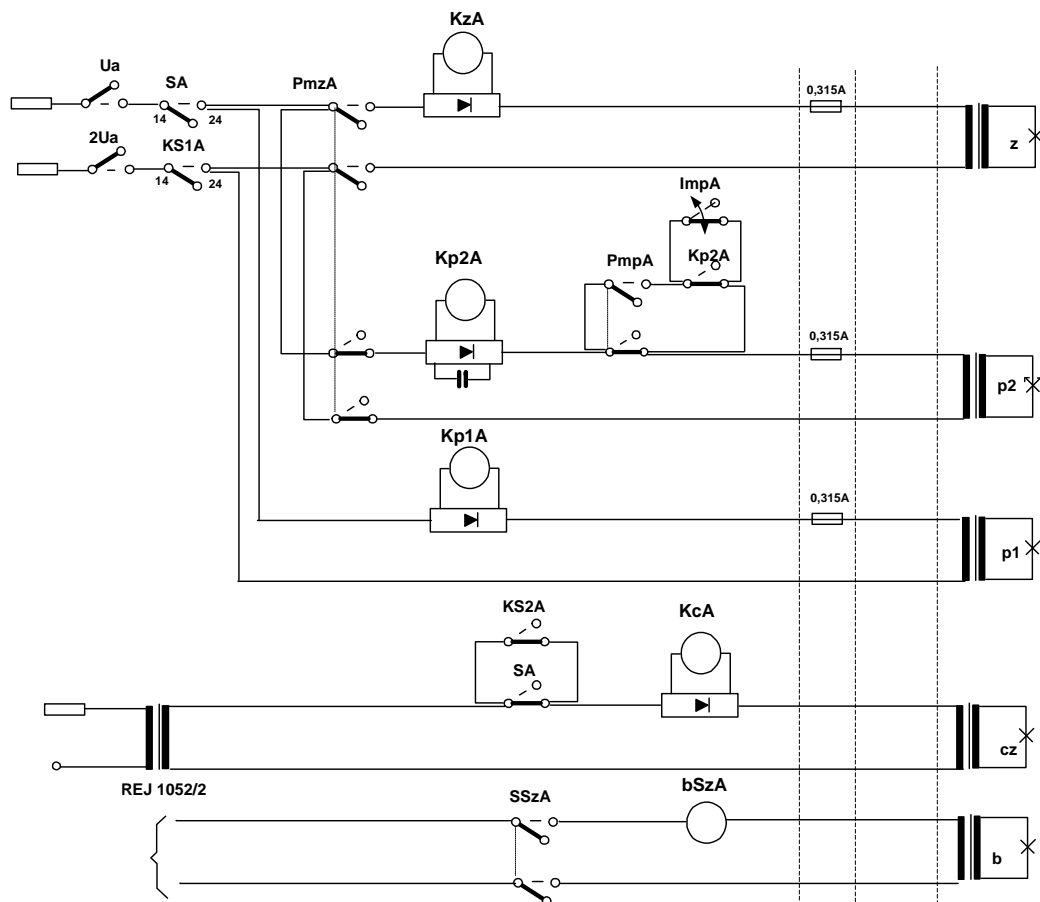 KzA
Ua
SA
PmzA
0,315A
14
24
2Ua
KS1A
z
14
24
ImpA
Kp2A
PmpA
Kp2A
0,315A
p2
Kp1A
0,315A
p1
KS2A
KcA
SA
cz
REJ 1052/2
bSzA
SSzA
b